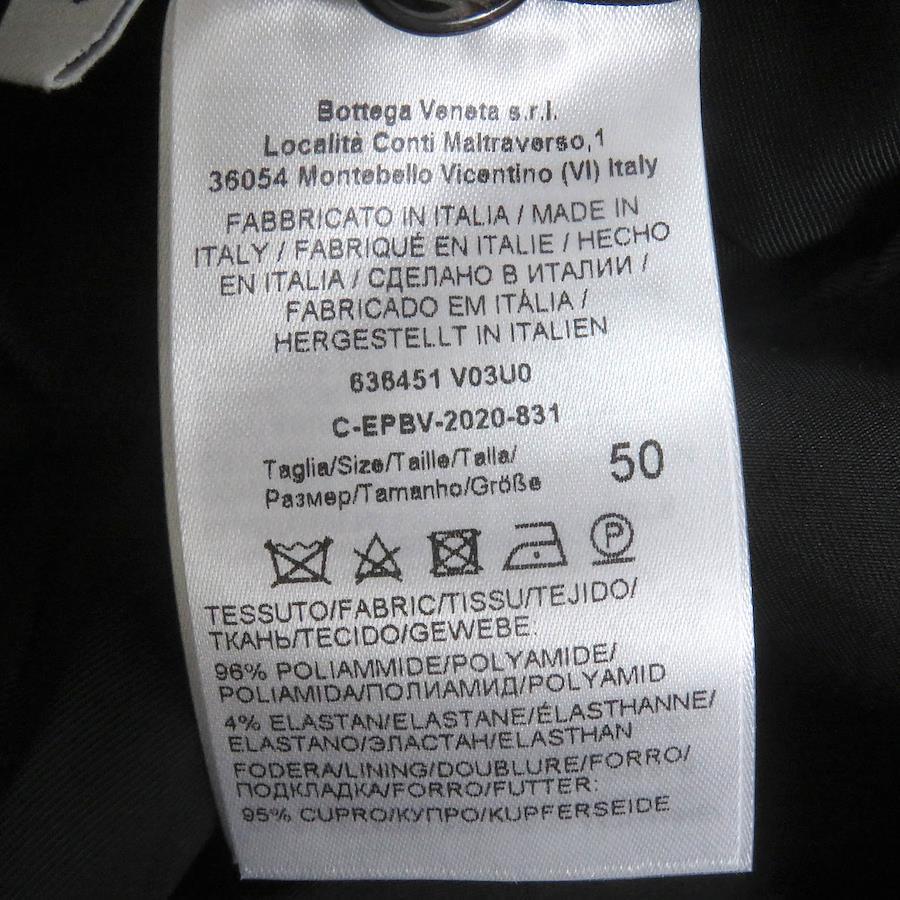 Bottega Veneta s.r.l.
Località Conti Maltraverso,1
36054 Montebello Vicentino (VI) Italy
FABBRICATO IN ITALIA / MADE IN
ITALY / FABRIQUÉ EN ITALIE / HECHO
EN ITALIA / СДЕЛАНО В ИТАЛИИ /
FABRICADO EM ITÁLIA /
HERGESTELLT IN ITALIEN
636451 V03U0
C-EPBV-2020-831
Taglia/Size/Taille/Talla/
Размер/Tamanho/Größe
50
P
TESSUTO/FABRIC/TISSU/TEJIDO/
ТКАНЬ/TECIDO/GEWEBE:
96% POLIAMMIDE/POLYAMIDE/
POLIAMIDA/ПОЛИАМИД/POLYAMID
4% ELASTAN/ELASTANE/ÉLASTHANNE/
ELASTANO/ЭЛАСТАН/ELASTHAN
FODERA/LINING/DOUBLURE/FORRO/
ПОДКЛАДКА/FORRO/FUTTER:
95% CUPRO/КУПРО/KUPFERSEIDE